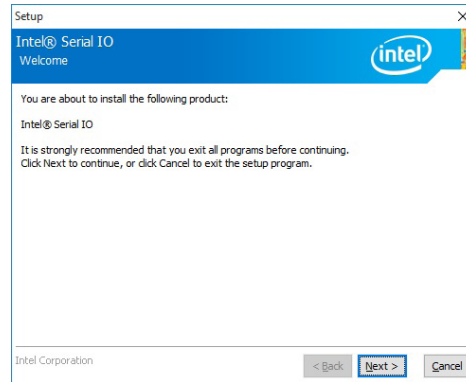 Setup
Intel® Serial IO
Welcome
intel
You are about to install the following product:
Intel® Serial IO
It is strongly recommended that you exit all programs before continuing.
Click Next to continue, or click Cancel to exit the setup program.
Intel Corporation
< Back Next > Cancel